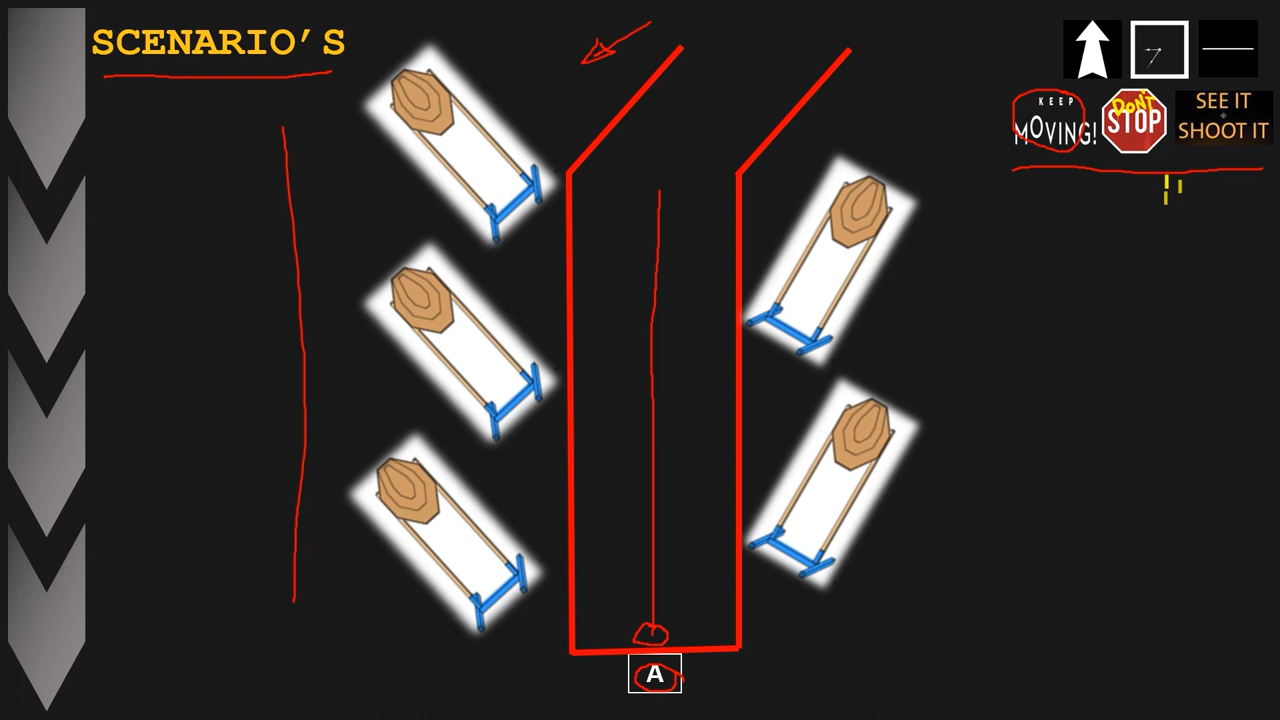 SCENARIO'S
KEEP
MOVING!
DON'T
STOP
SEE IT
SHOOT IT
A